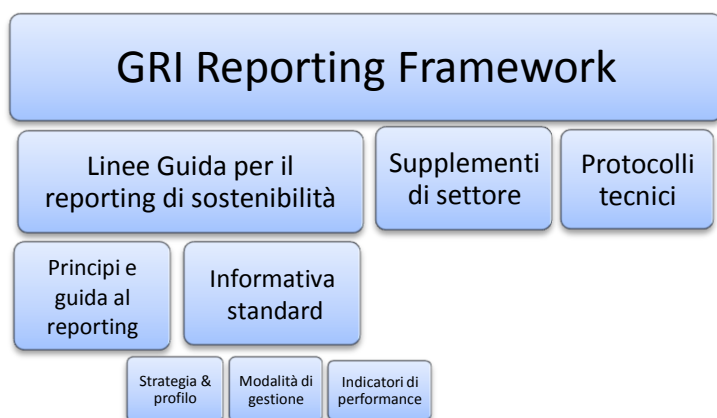 GRI Reporting Framework
Linee Guida per il
reporting di sostenibilità
Supplementi
di settore
Protocolli
tecnici
Principi e
guida al
reporting
Informativa
standard
Strategia &
profilo
Modalità di
gestione
Indicatori di
performance